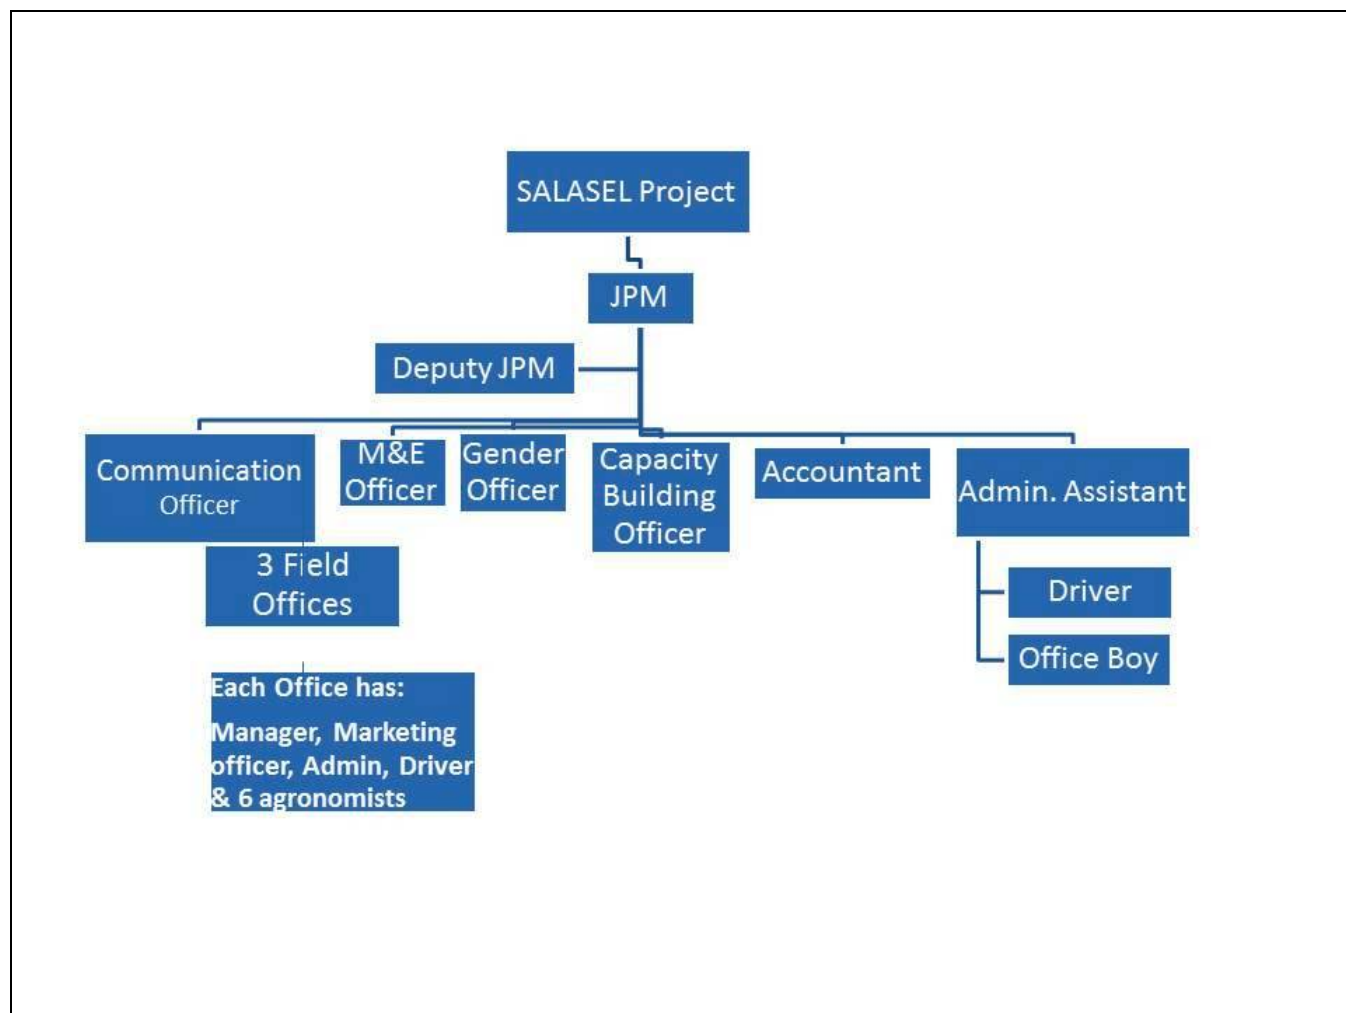 SALASEL Project
JPM
Deputy JPM
Communication
Officer
M&E
Officer
Gender
Officer
Capacity
Building
Officer
Accountant
Admin. Assistant
3 Field
Offices
Driver
Office Boy
Each Office has:
Manager, Marketing
officer, Admin, Driver
& 6 agronomists